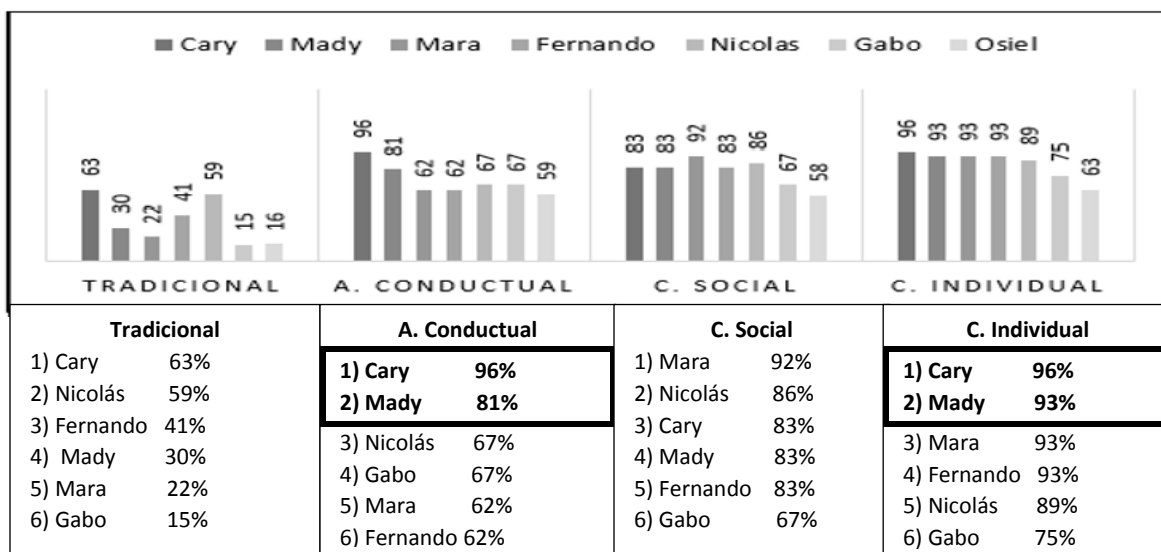 Cary Mady Mara Fernando Nicolas Gabo Osiel
63 30 22 41 59 15 16
96 81 62 62 67 67 59
83 83 92 83 86 67 58
96 93 93 93 89 75 63
TRADICIONAL A. CONDUCTUAL C. SOCIAL C. INDIVIDUAL
Tradicional
1) Cary 63%
2) Nicolás 59%
3) Fernando 41%
4) Mady 30%
5) Mara 22%
6) Gabo 15%
A. Conductual
1) Cary 96%
2) Mady 81%
3) Nicolás 67%
4) Gabo 67%
5) Mara 62%
6) Fernando 62%
C. Social
1) Mara 92%
2) Nicolás 86%
3) Cary 83%
4) Mady 83%
5) Fernando 83%
6) Gabo 67%
C. Individual
1) Cary 96%
2) Mady 93%
3) Mara 93%
4) Fernando 93%
5) Nicolás 89%
6) Gabo 75%